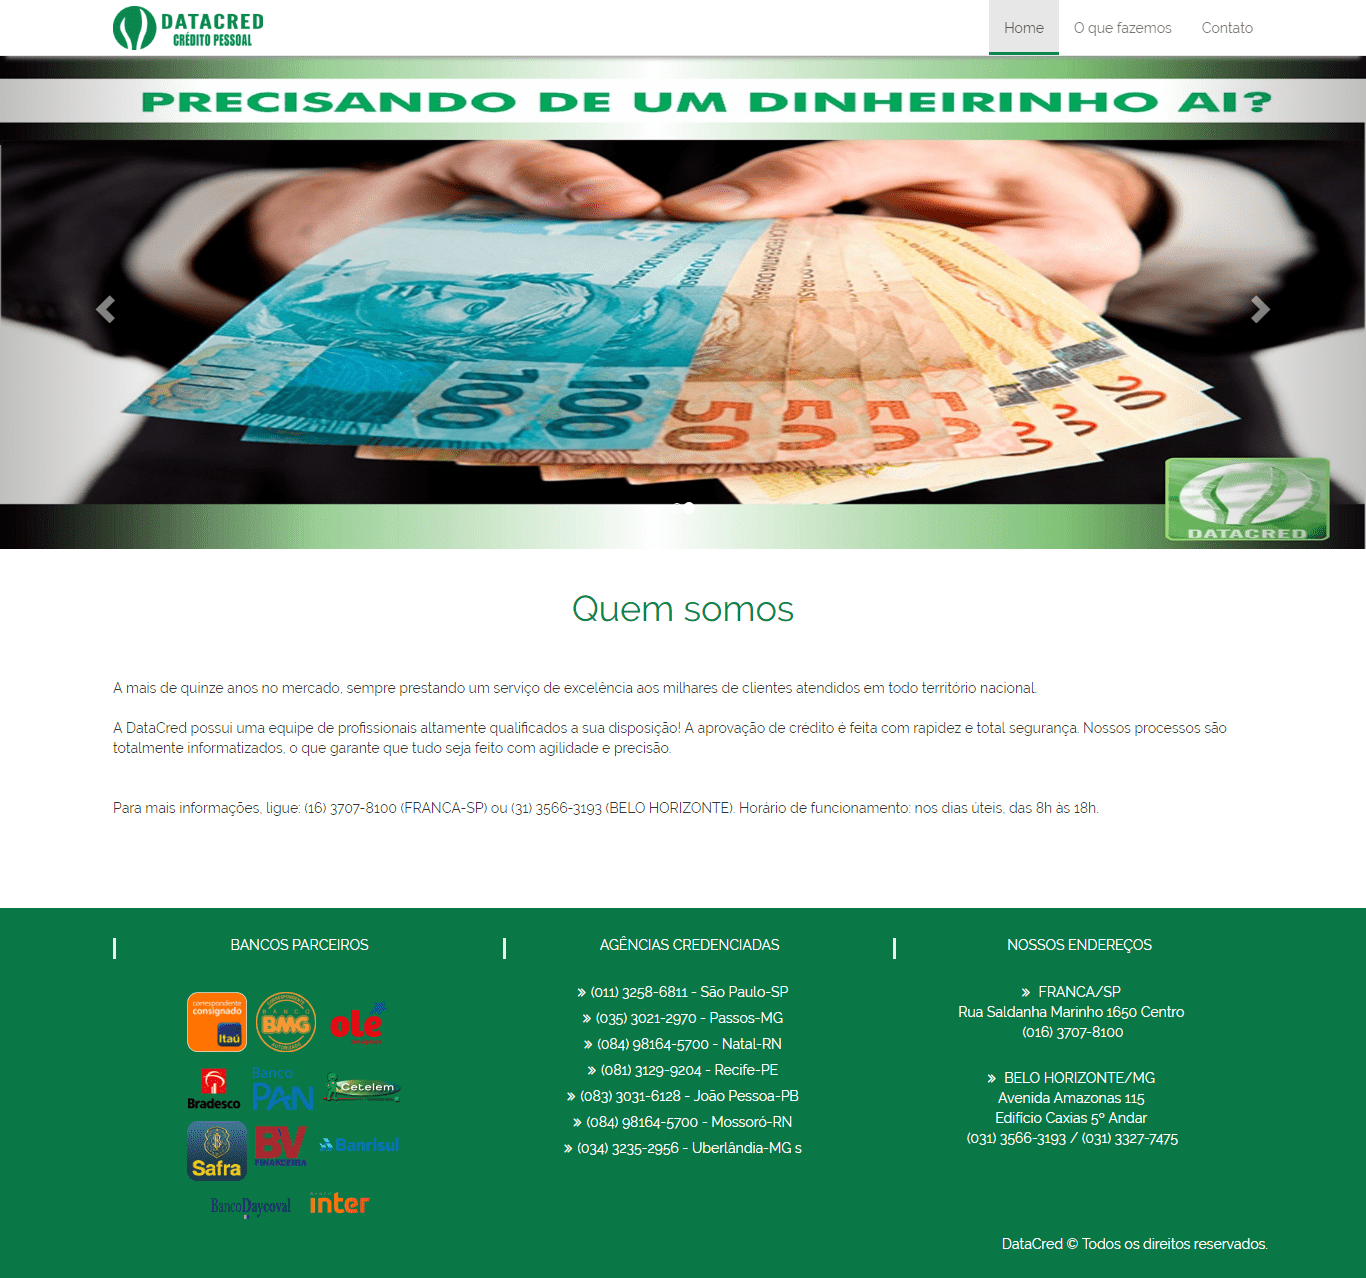 DATACRED
CRÉDITO PESSOAL
Home
O que fazemos
Contato
PRECISANDO DE UM DINHEIRINHO AI?
100
100
50
DATACRED
Quem somos
A mais de quinze anos no mercado, sempre prestando um serviço de excelência aos milhares de clientes atendidos em todo território nacional.
A DataCred possui uma equipe de profissionais altamente qualificados a sua disposição! A aprovação de crédito é feita com rapidez e total segurança. Nossos processos são
totalmente informatizados, o que garante que tudo seja feito com agilidade e precisão.
Para mais informações, ligue: (16) 3707-8100 (FRANCA-SP) ou (31) 3566-3193 (BELO HORIZONTE). Horário de funcionamento: nos dias úteis, das 8h às 18h.
BANCOS PARCEIROS
correspondente
consignado
Itaú
BANCO
BMG
AUTORIZADO
olé
Bradesco
Banco
PAN
Cetelem
Safra
BV
FINANCEIRA
Banrisul
BancoDaycoval
inter
AGÊNCIAS CREDENCIADAS
» (011) 3258-6811 - São Paulo-SP
» (035) 3021-2970 - Passos-MG
» (084) 98164-5700 - Natal-RN
» (081) 3129-9204 - Recife-PE
» (083) 3031-6128 - João Pessoa-PB
» (084) 98164-5700 - Mossoró-RN
» (034) 3235-2956 - Uberlândia-MG s
NOSSOS ENDEREÇOS
» FRANCA/SP
Rua Saldanha Marinho 1650 Centro
(016) 3707-8100
» BELO HORIZONTE/MG
Avenida Amazonas 115
Edifício Caxias 5º Andar
(031) 3566-3193 / (031) 3327-7475
DataCred © Todos os direitos reservados.